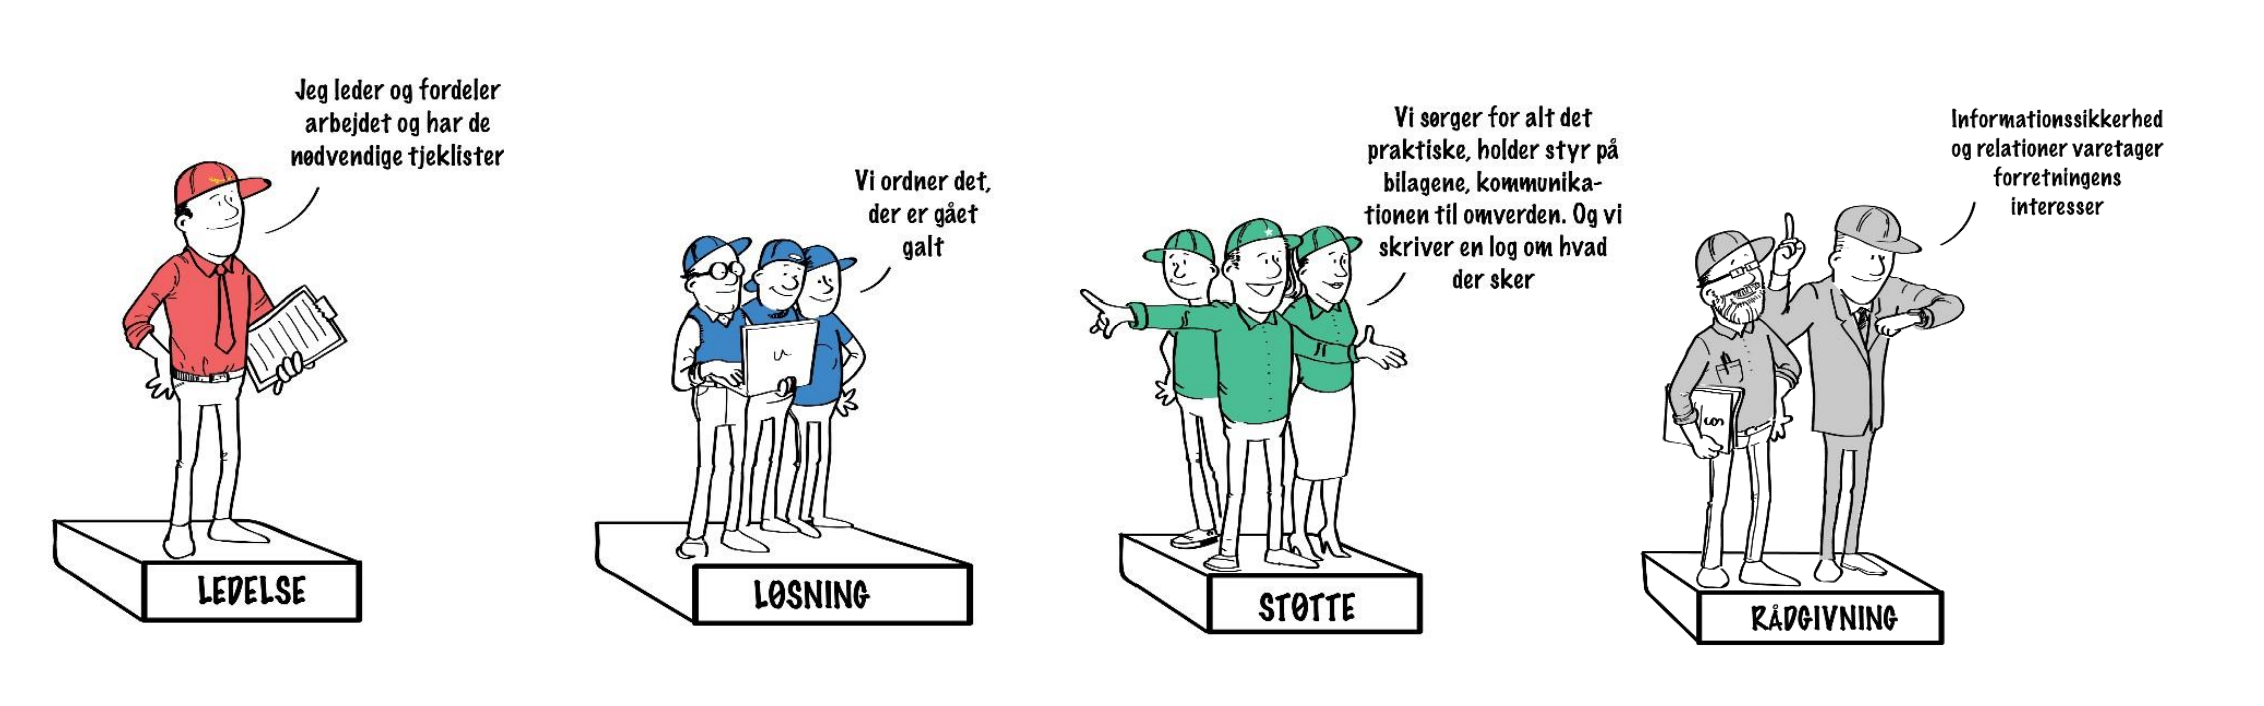 Jeg leder og fordeler
arbejdet og har de
nødvendige tjeklister
LEDELSE
Vi ordner det,
der er gået
galt
LØSNING
Vi sørger for alt det
praktiske, holder styr på
bilagene, kommunika-
tionen til omverden. Og vi
skriver en log om hvad
der sker
STØTTE
Informationssikkerhed
og relationer varetager
forretningens
interesser
RÅDGIVNING